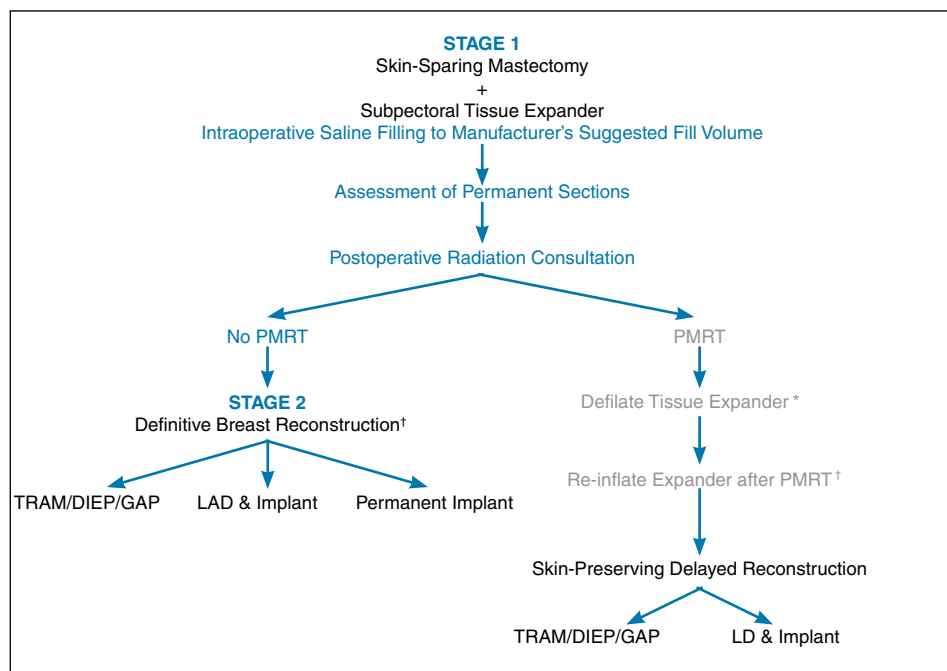 STAGE 1
Skin-Sparing Mastectomy
+
Subpectoral Tissue Expander
Intraoperative Saline Filling to Manufacturer's Suggested Fill Volume
Assessment of Permanent Sections
Postoperative Radiation Consultation
No PMRT
PMRT
STAGE 2
Definitive Breast Reconstruction†
Defilate Tissue Expander *
TRAM/DIEP/GAP
LAD & Implant
Permanent Implant
Re-inflate Expander after PMRT †
Skin-Preserving Delayed Reconstruction
TRAM/DIEP/GAP
LD & Implant